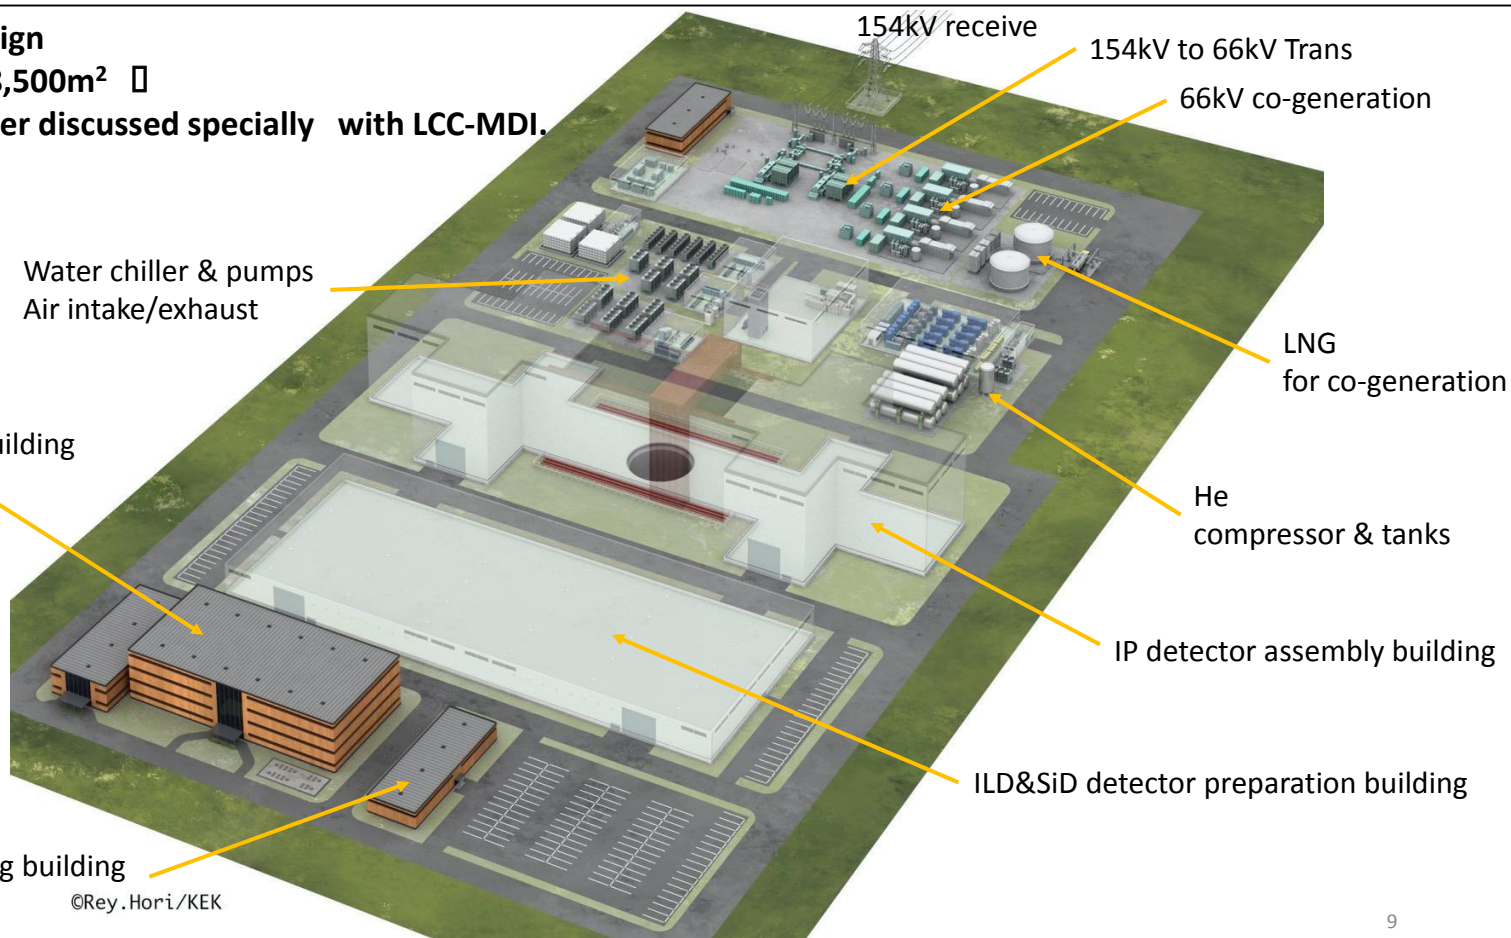 154kV receive
ign
154kV to 66kV Trans
,500m²
66kV co-generation
er discussed specially with LCC-MDI.
Water chiller & pumps
Air intake/exhaust
LNG
for co-generation
uilding
He
compressor & tanks
IP detector assembly building
ILD&SiD detector preparation building
g building
©Rey.Hori/KEK
9